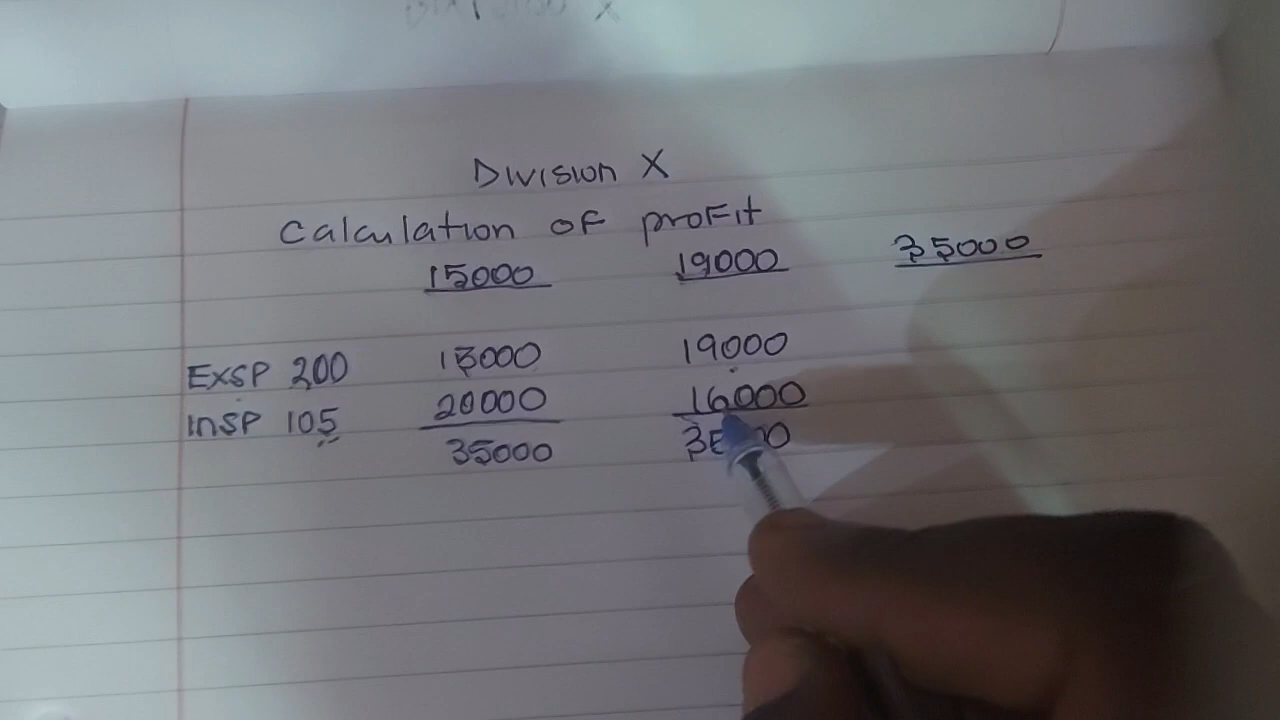 Division X
Calculation of profit
15000 19000 35000
EXSP 200 15000 19000
INSP 105 20000 16000
35000